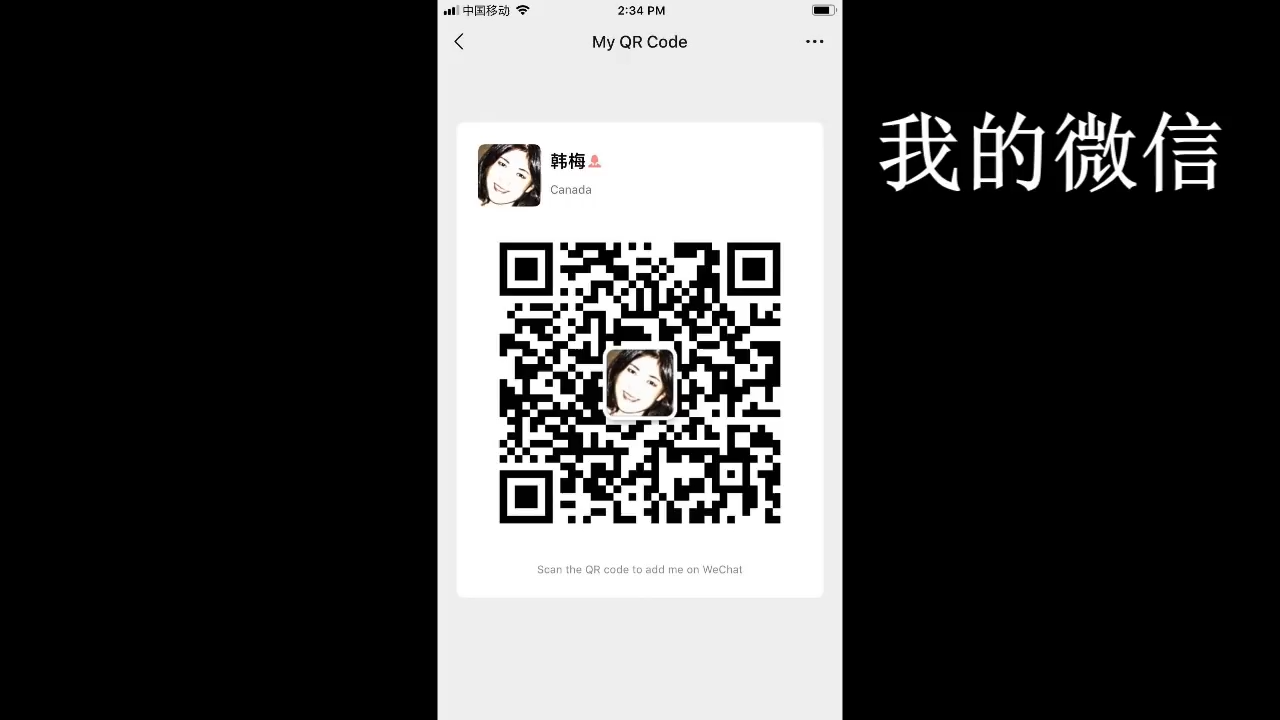 中国移动
2:34 PM
My QR Code
我的微信
韩梅
Canada
Scan the QR code to add me on WeChat